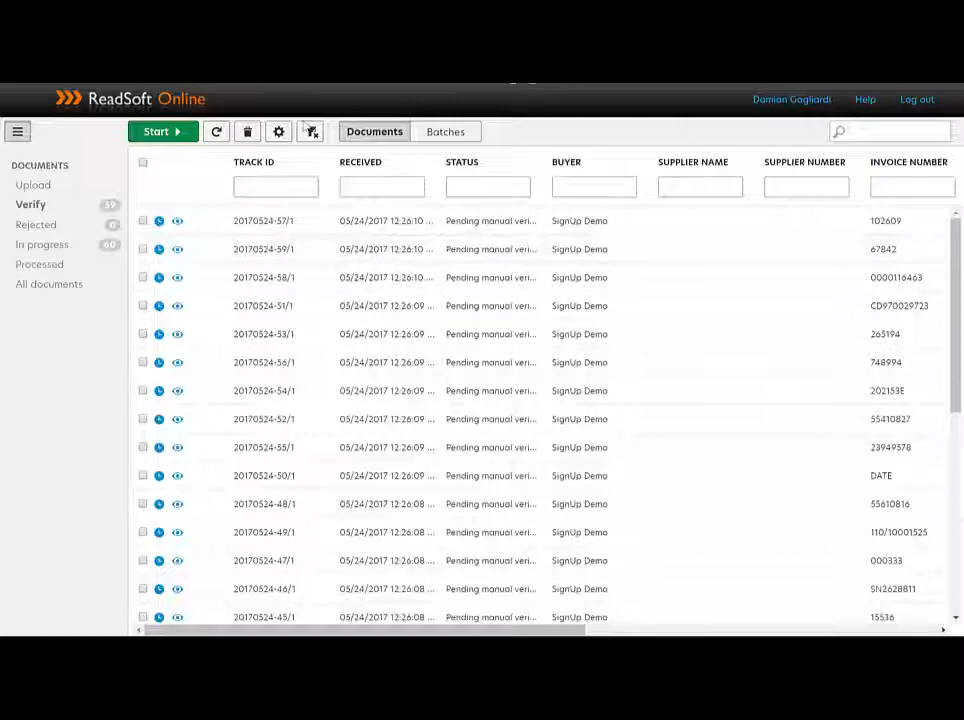 ReadSoft Online
Damian Gagliardi Help Log out
Start Documents Batches
DOCUMENTS
Upload
Verify 59
Rejected
In progress 60
Processed
All documents
TRACK ID RECEIVED STATUS BUYER SUPPLIER NAME SUPPLIER NUMBER INVOICE NUMBER
20170524-57/1 05/24/2017 12:26:10 ... Pending manual veri... SignUp Demo 102609
20170524-59/1 05/24/2017 12:26:10 ... Pending manual veri... SignUp Demo 67842
20170524-58/1 05/24/2017 12:26:10 ... Pending manual veri... SignUp Demo 0000116463
20170524-51/1 05/24/2017 12:26:09 ... Pending manual veri... SignUp Demo CD970029723
20170524-53/1 05/24/2017 12:26:09 ... Pending manual veri... SignUp Demo 265194
20170524-56/1 05/24/2017 12:26:09 ... Pending manual veri... SignUp Demo 748994
20170524-54/1 05/24/2017 12:26:09 ... Pending manual veri... SignUp Demo 202153E
20170524-52/1 05/24/2017 12:26:09 ... Pending manual veri... SignUp Demo 55410827
20170524-55/1 05/24/2017 12:26:09 ... Pending manual veri... SignUp Demo 23949578
20170524-50/1 05/24/2017 12:26:09 ... Pending manual veri... SignUp Demo DATE
20170524-48/1 05/24/2017 12:26:08 ... Pending manual veri... SignUp Demo 55610816
20170524-49/1 05/24/2017 12:26:08 ... Pending manual veri... SignUp Demo 110/10001525
20170524-47/1 05/24/2017 12:26:08 ... Pending manual veri... SignUp Demo 000333
20170524-46/1 05/24/2017 12:26:08 ... Pending manual veri... SignUp Demo SN2628811
20170524-45/1 05/24/2017 12:26:08 ... Pending manual veri... SignUp Demo 15536